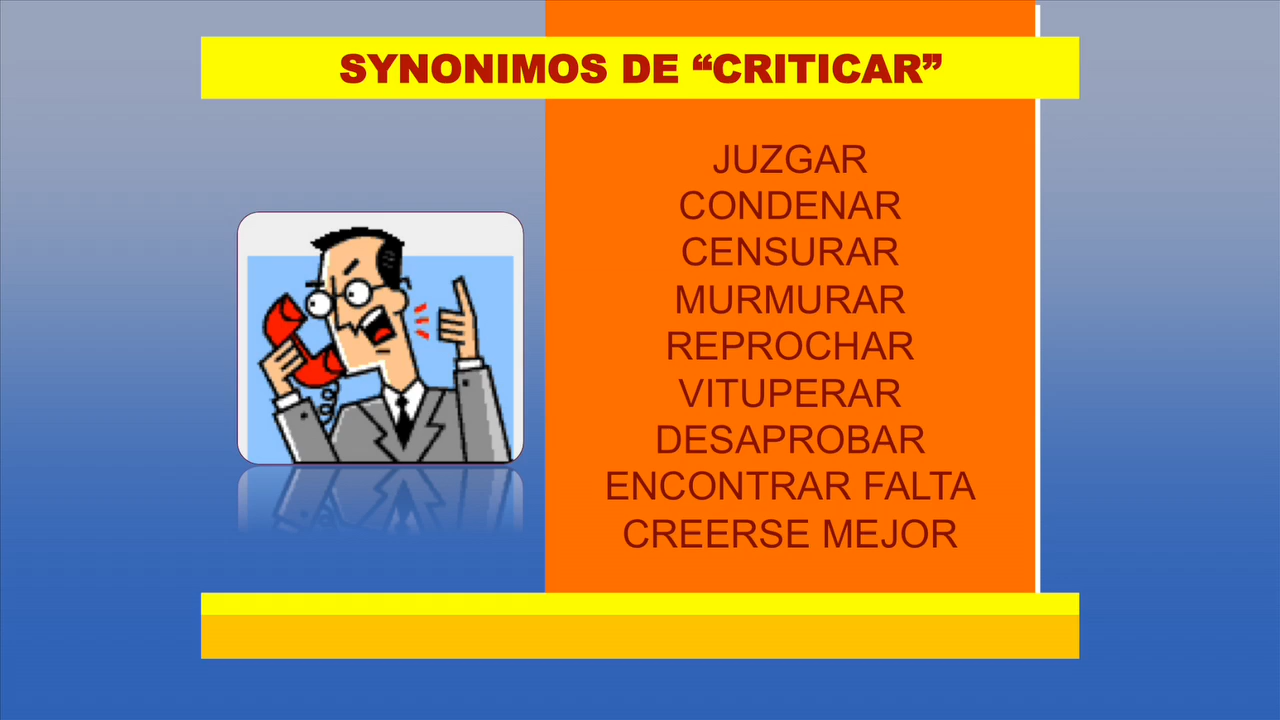 SYNONIMOS DE “CRITICAR”
JUZGAR
CONDENAR
CENSURAR
MURMURAR
REPROCHAR
VITUPERAR
DESAPROBAR
ENCONTRAR FALTA
CREERSE MEJOR